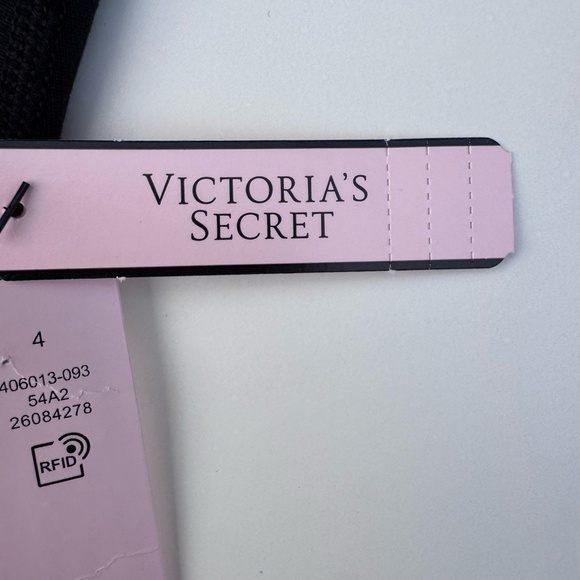 VICTORIA'S
SECRET
4
406013-093
54A2
26084278
RFID